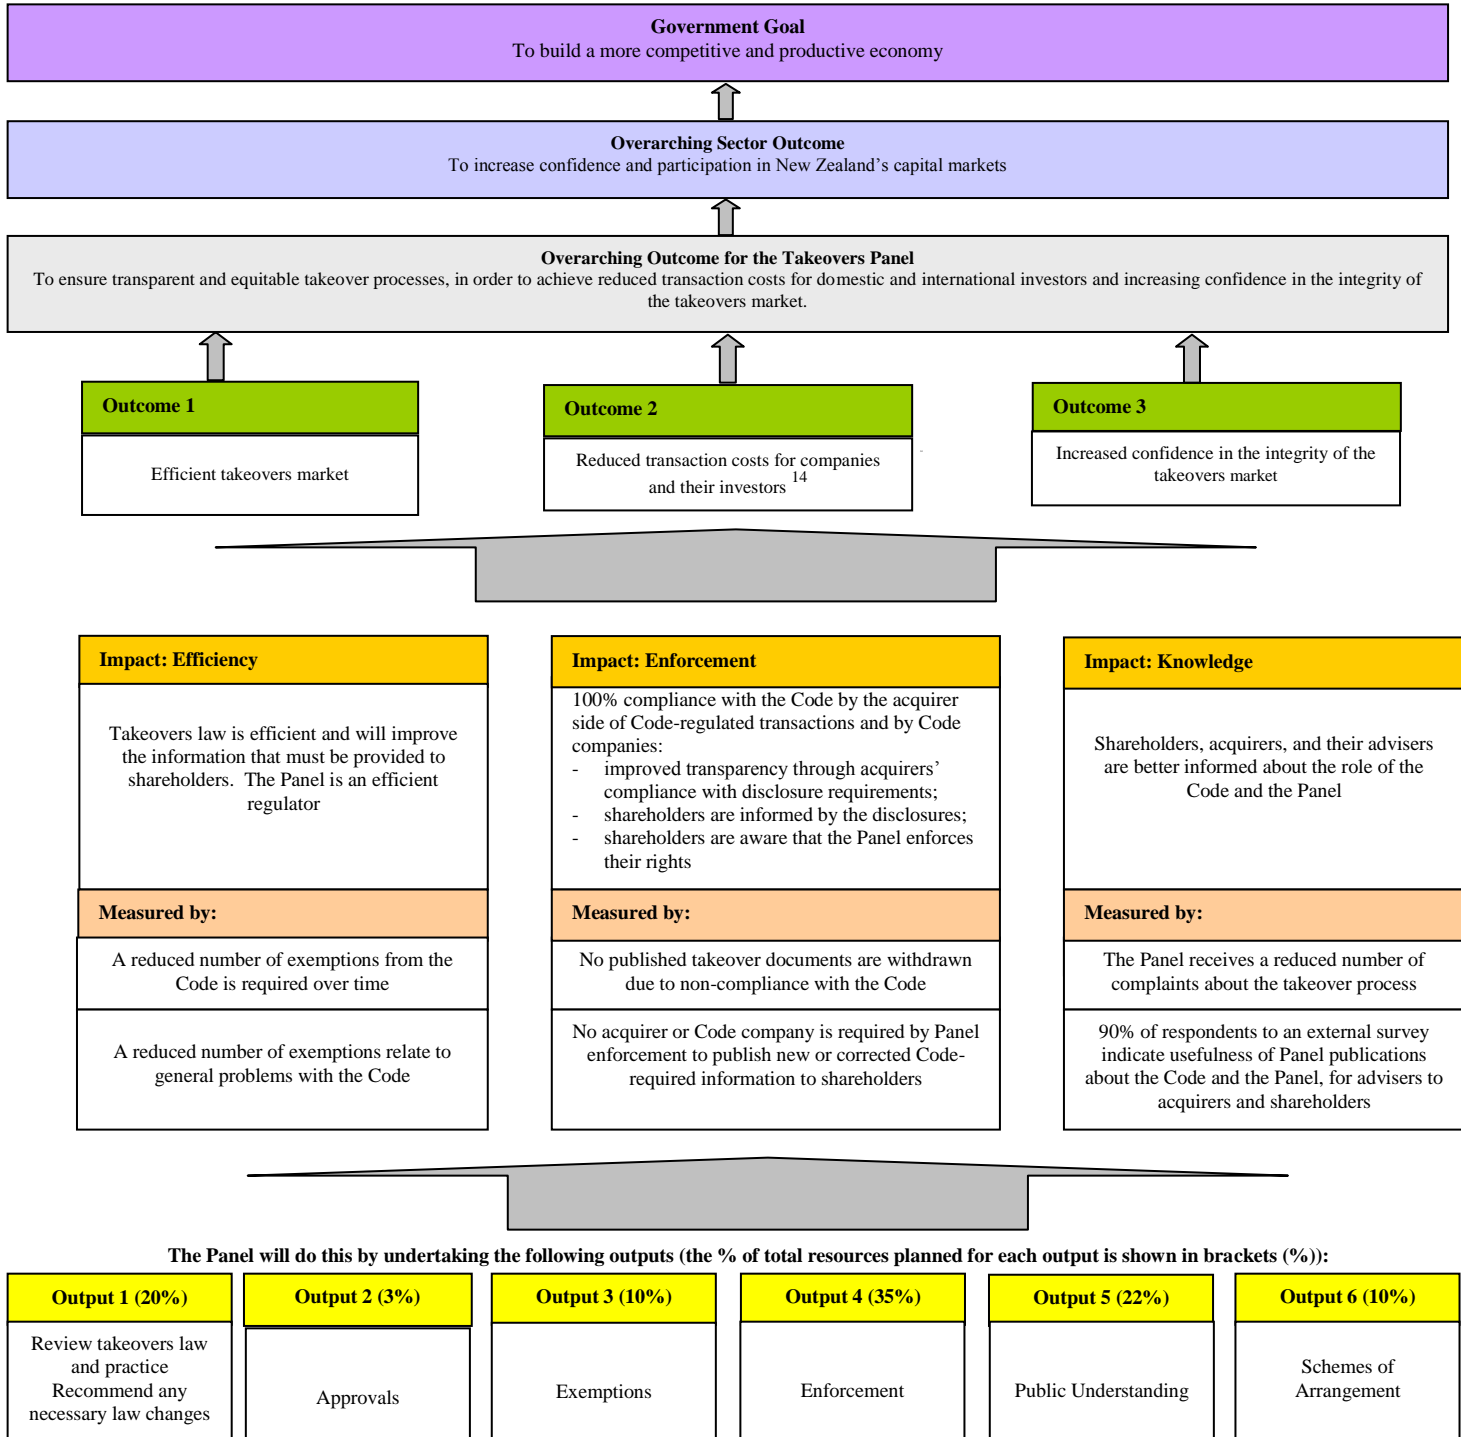 Government Goal
To build a more competitive and productive economy
Overarching Sector Outcome
To increase confidence and participation in New Zealand's capital markets
Overarching Outcome for the Takeovers Panel
To ensure transparent and equitable takeover processes, in order to achieve reduced transaction costs for domestic and international investors and increasing confidence in the integrity of
the takeovers market.
Outcome 1
Efficient takeovers market
Outcome 2
Reduced transaction costs for companies
and their investors 14
Outcome 3
Increased confidence in the integrity of the
takeovers market
Impact: Efficiency
Takeovers law is efficient and will improve
the information that must be provided to
shareholders. The Panel is an efficient
regulator
Measured by:
A reduced number of exemptions from the
Code is required over time
A reduced number of exemptions relate to
general problems with the Code
Impact: Enforcement
100% compliance with the Code by the acquirer
side of Code-regulated transactions and by Code
companies:
- improved transparency through acquirers'
compliance with disclosure requirements;
- shareholders are informed by the disclosures;
- shareholders are aware that the Panel enforces
their rights
Measured by:
No published takeover documents are withdrawn
due to non-compliance with the Code
No acquirer or Code company is required by Panel
enforcement to publish new or corrected Code-
required information to shareholders
Impact: Knowledge
Shareholders, acquirers, and their advisers
are better informed about the role of the
Code and the Panel
Measured by:
The Panel receives a reduced number of
complaints about the takeover process
90% of respondents to an external survey
indicate usefulness of Panel publications
about the Code and the Panel, for advisers to
acquirers and shareholders
The Panel will do this by undertaking the following outputs (the % of total resources planned for each output is shown in brackets (%)):
Output 1 (20%)
Review takeovers law
and practice
Recommend any
necessary law changes
Output 2 (3%)
Approvals
Output 3 (10%)
Exemptions
Output 4 (35%)
Enforcement
Output 5 (22%)
Public Understanding
Output 6 (10%)
Schemes of
Arrangement